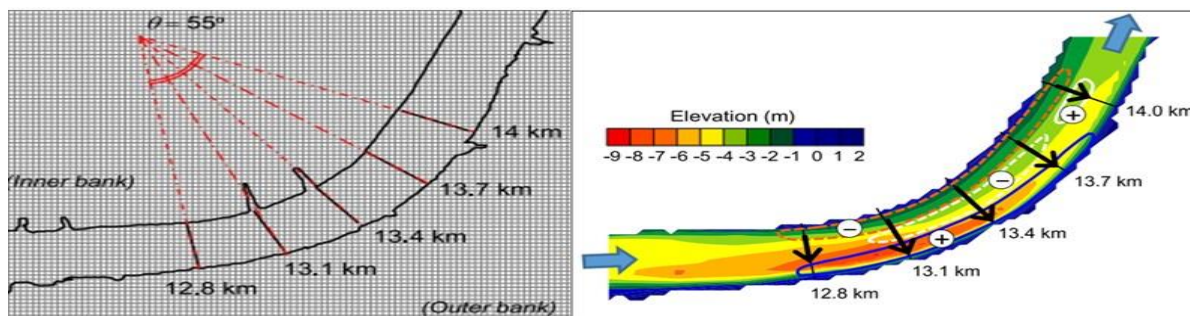 θ = 55°
14 km
(Inner bank)
13.7 km
13.4 km
13.1 km
12.8 km
(Outer bank)
Elevation (m)
-9 -8 -7 -6 -5 -4 -3 -2 -1 0 1 2
+
14.0 km
−
13.7 km
−
+
13.4 km
13.1 km
12.8 km